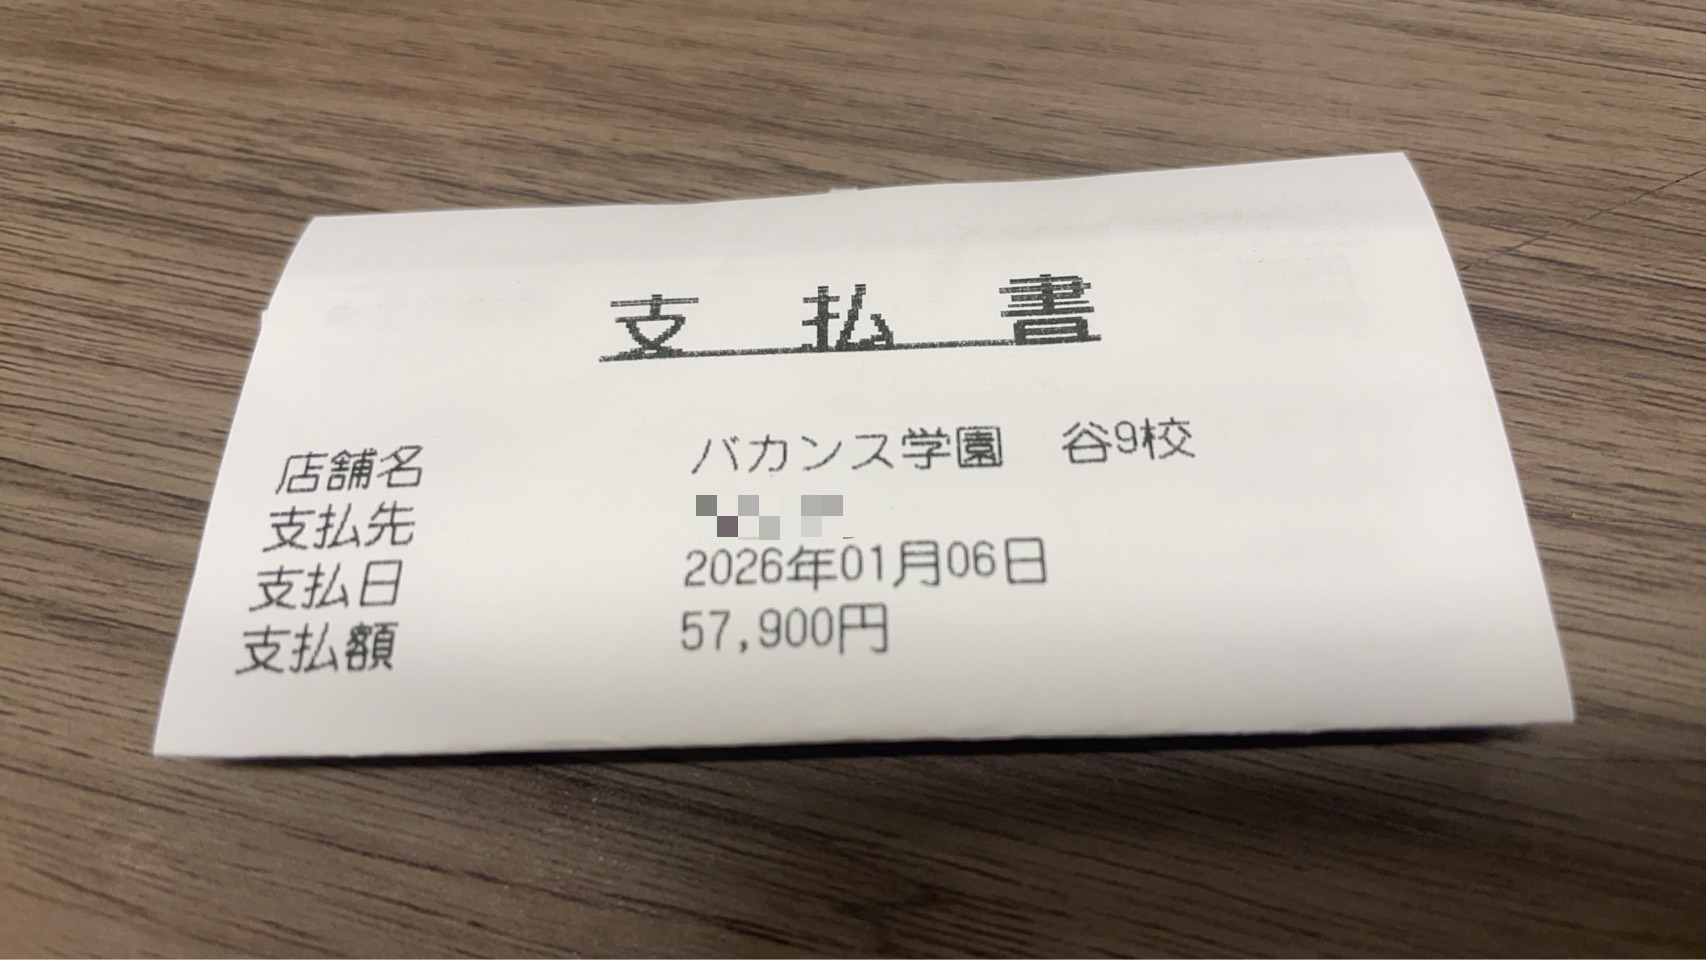 支払書
店舗名 バカンス学園 谷9校
支払先
支払日 2026年01月06日
支払額 57,900円